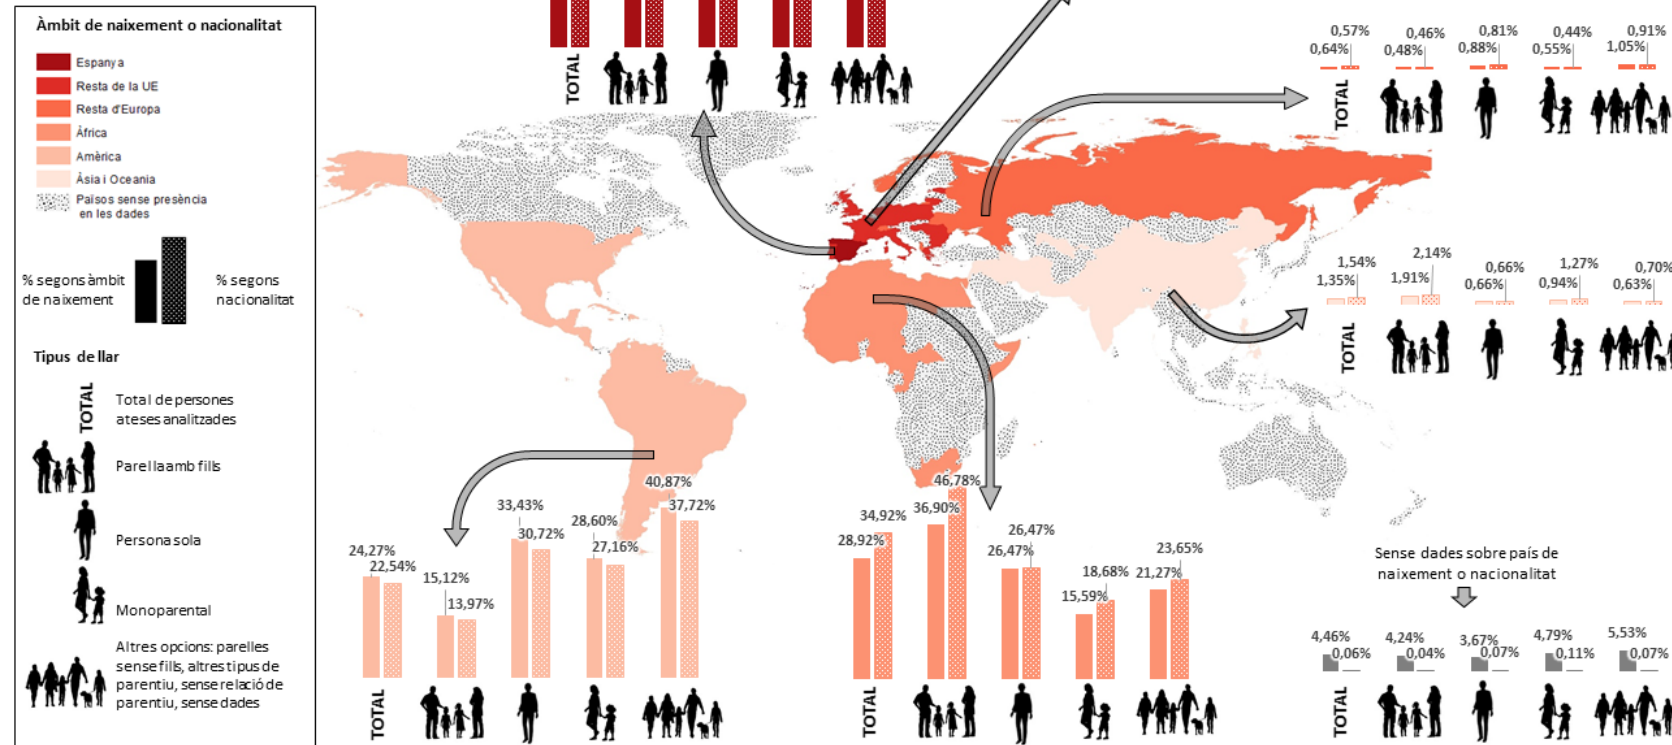 Àmbit de naixement o nacionalitat
Espanya
Resta de la UE
Resta d'Europa
Àfrica
Amèrica
Àsia i Oceania
Països sense presència
en les dades
% segons àmbit
de naixement
% segons
nacionalitat
Tipus de llar
TOTAL
Total de persones
ateses analitzades
Parella amb fills
Persona sola
Monoparental
Altres opcions: parelles
sense fills, altres tipus de
parentiu, sense relació de
parentiu, sense dades
TOTAL
0,64% 0,57% 0,48% 0,46% 0,88% 0,81% 0,55% 0,44% 1,05% 0,91%
TOTAL
1,35% 1,54% 1,91% 2,14% 0,66% 0,66% 0,94% 1,27% 0,63% 0,70%
TOTAL
24,27% 22,54% 15,12% 13,97% 33,43% 30,72% 28,60% 27,16% 40,87% 37,72%
TOTAL
28,92% 34,92% 36,90% 46,78% 26,47% 26,47% 15,59% 18,68% 21,27% 23,65%
TOTAL
Sense dades sobre país de
naixement o nacionalitat
4,46% 0,06% 4,24% 0,04% 3,67% 0,07% 4,79% 0,11% 5,53% 0,07%
TOTAL